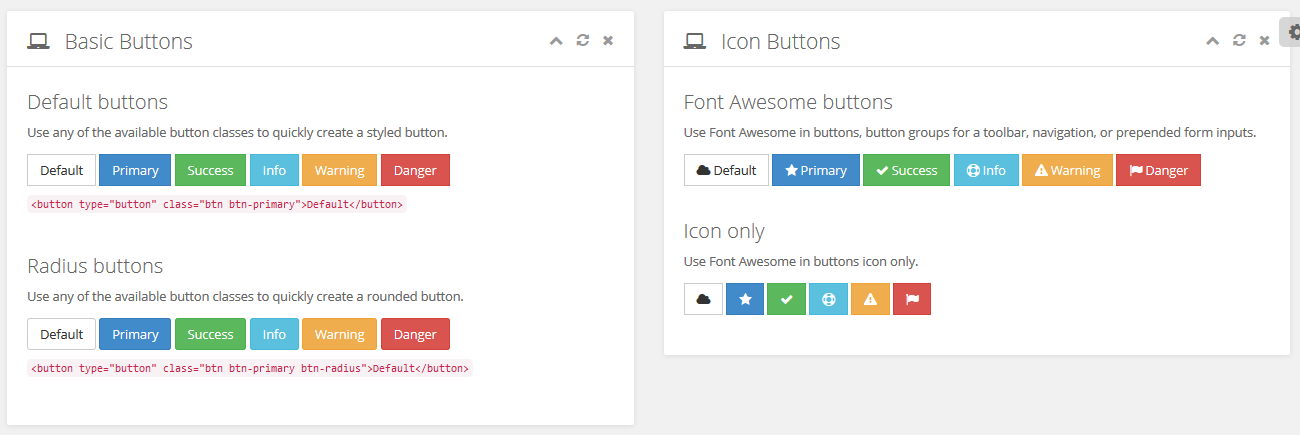 Basic Buttons
Default buttons
Use any of the available button classes to quickly create a styled button.
Default Primary Success Info Warning Danger
<button type="button" class="btn btn-primary">Default</button>
Radius buttons
Use any of the available button classes to quickly create a rounded button.
Default Primary Success Info Warning Danger
<button type="button" class="btn btn-primary btn-radius">Default</button>
Icon Buttons
Font Awesome buttons
Use Font Awesome in buttons, button groups for a toolbar, navigation, or prepended form inputs.
Default Primary Success Info Warning Danger
Icon only
Use Font Awesome in buttons icon only.